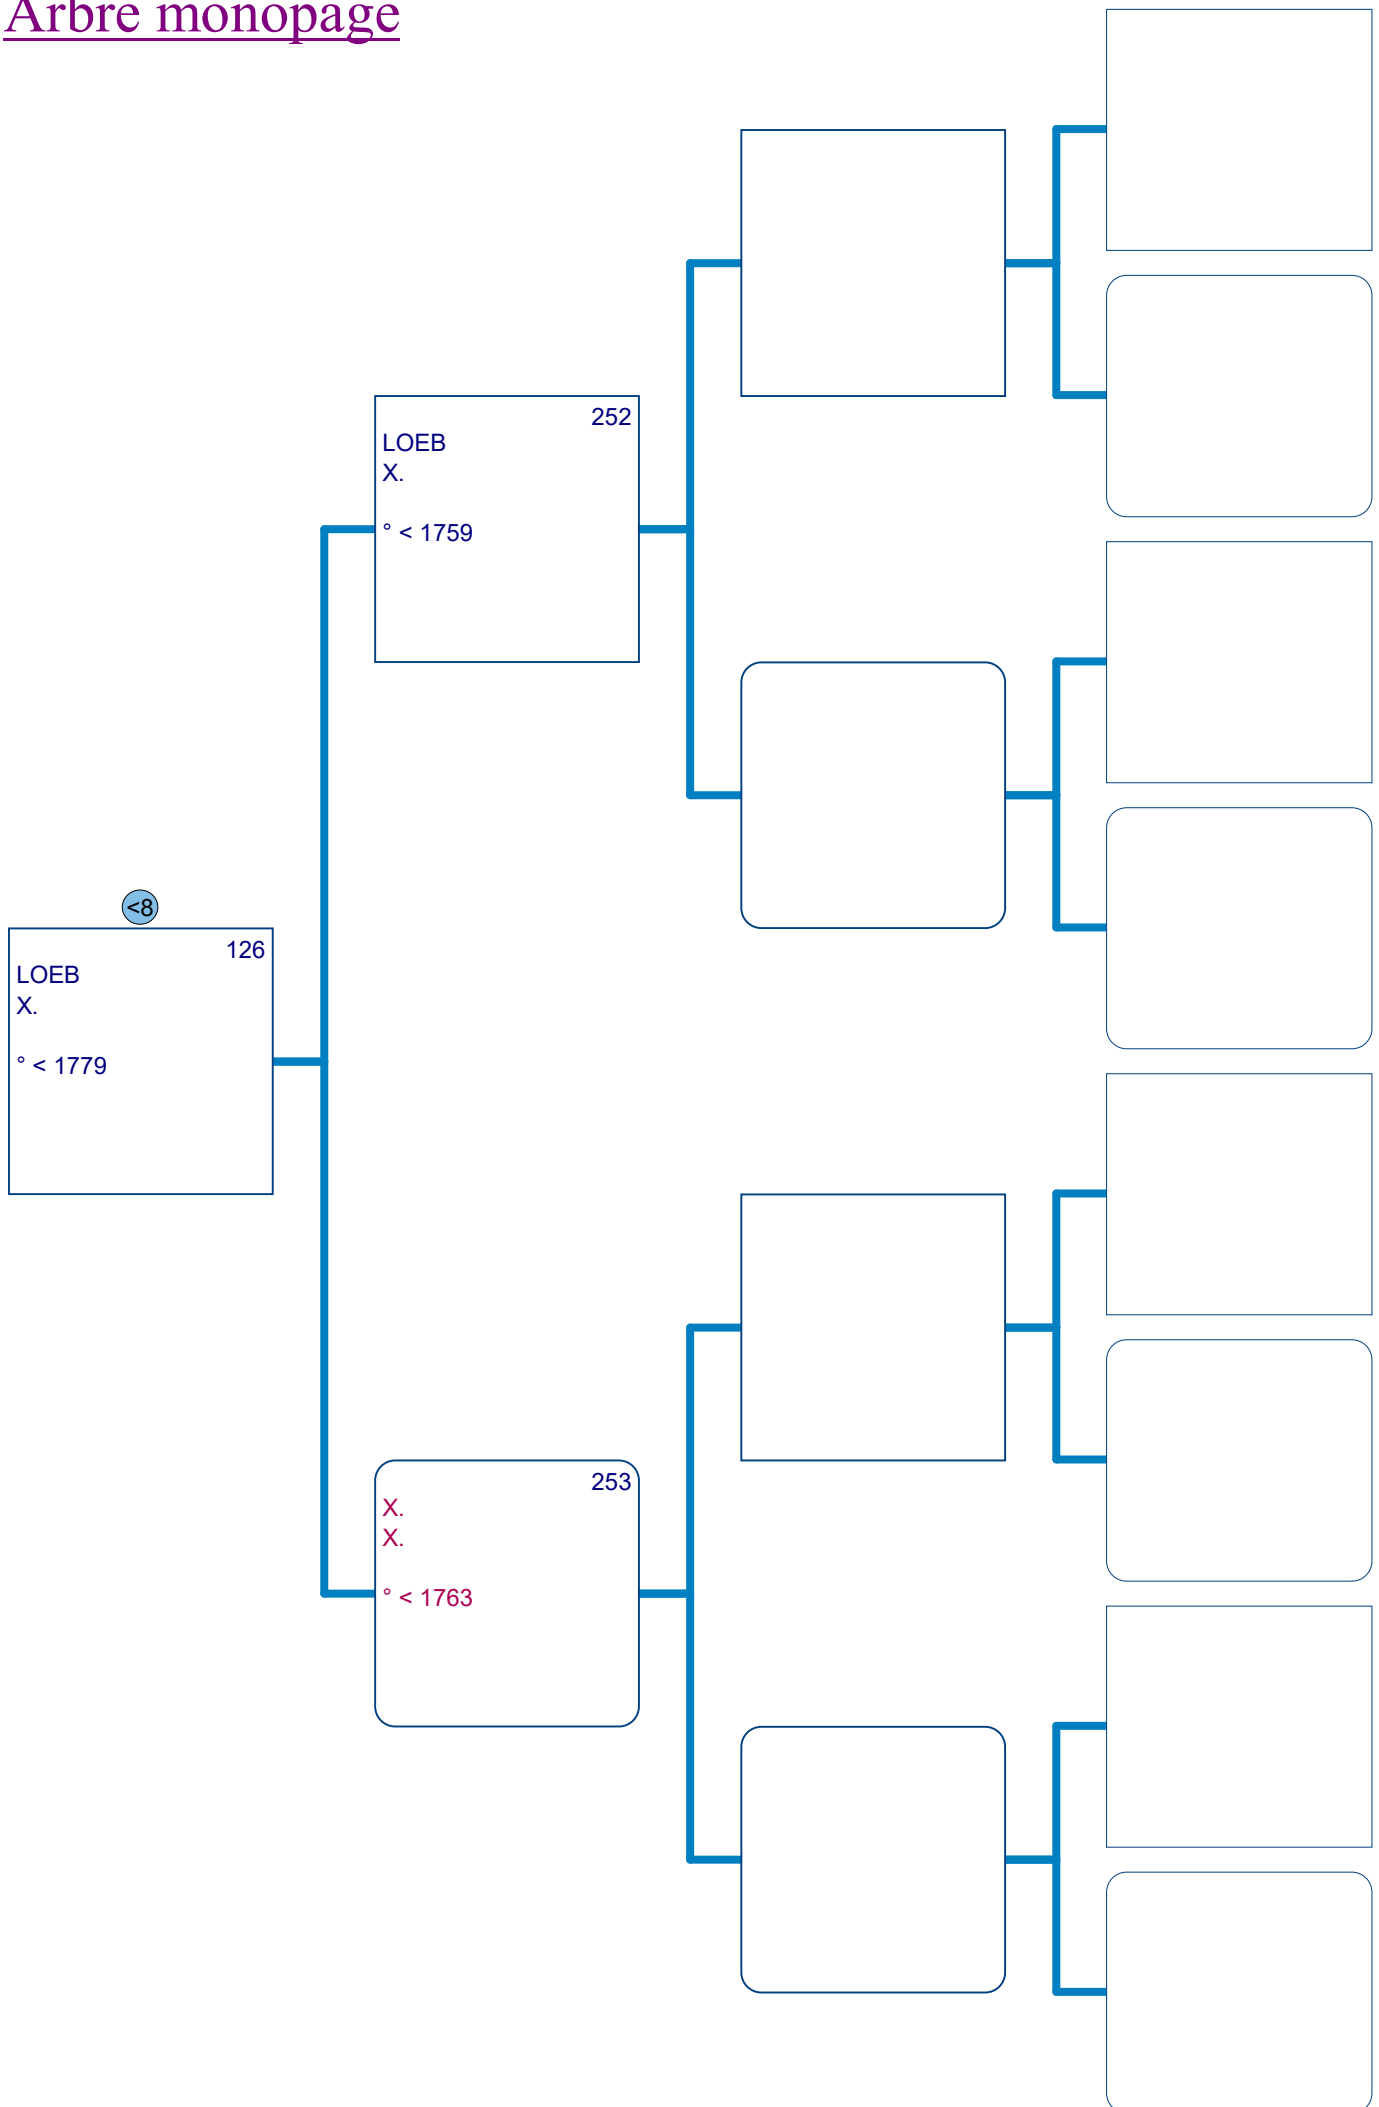 Arbre monopage
252
LOEB
X.
° < 1759
<8
126
LOEB
X.
° < 1779
253
X.
X.
° < 1763